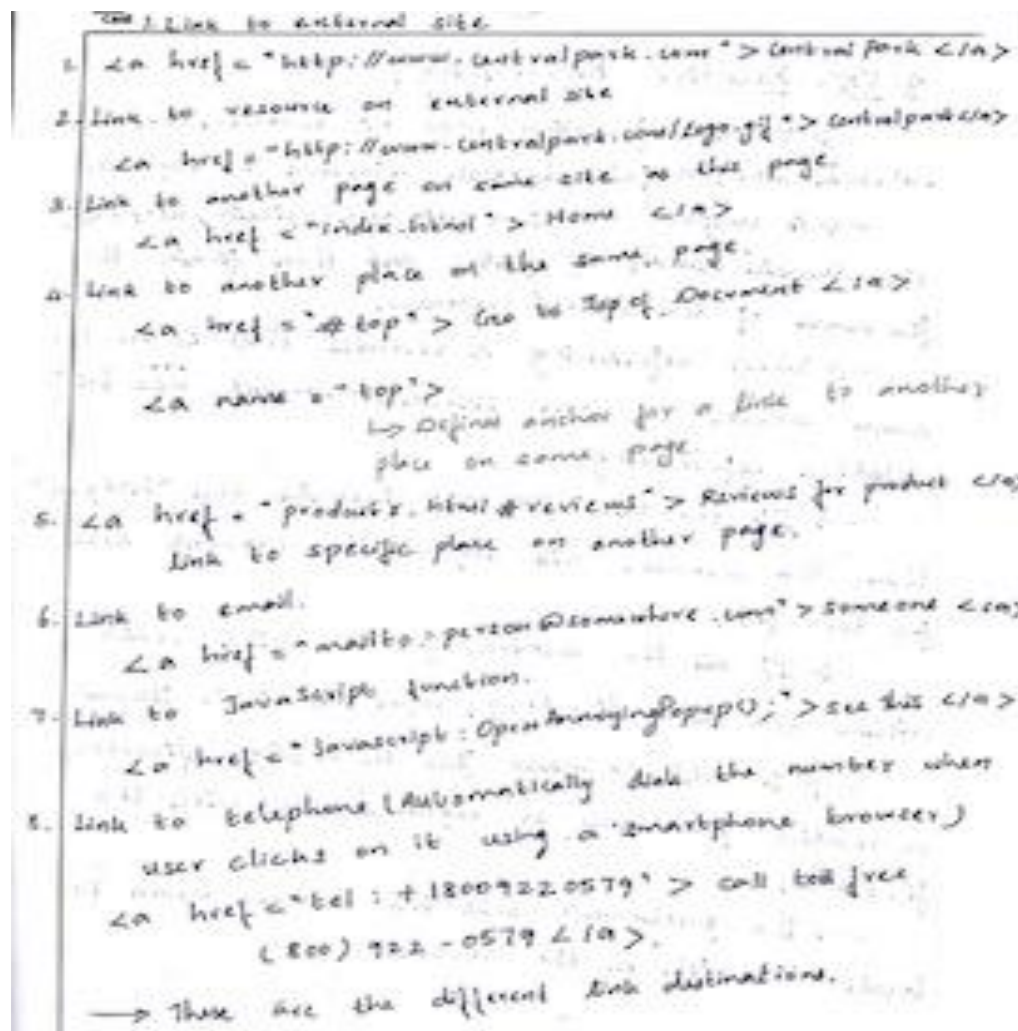 1. Link to external site
1. <a href = "http://www.centralpark.com"> Central Park </a>
2. Link to resource on external site
<a href = "http://www.centralpark.com/logo.gif"> Centralpark</a>
3. Link to another page on same site as this page
<a href = "index.html"> Home </a>
4. Link to another place on the same page.
<a href = "#top"> Go to Top of Document </a>
<a name = "top">
↳ Defines anchor for a link to another
place on same page.
5. <a href = "productX.html#reviews"> Reviews for product </a>
Link to specific place on another page.
6. Link to email.
<a href = "mailto:person@somewhere.com"> someone </a>
7. Link to JavaScript function.
<a href = "javascript:OpenAnnoyingPopup();"> see this </a>
8. Link to telephone (Automatically dials the number when
user clicks on it using a smartphone browser)
<a href = "tel:+18009220579"> call toll free
(800) 922-0579 </a>.
→ These are the different link distinations.